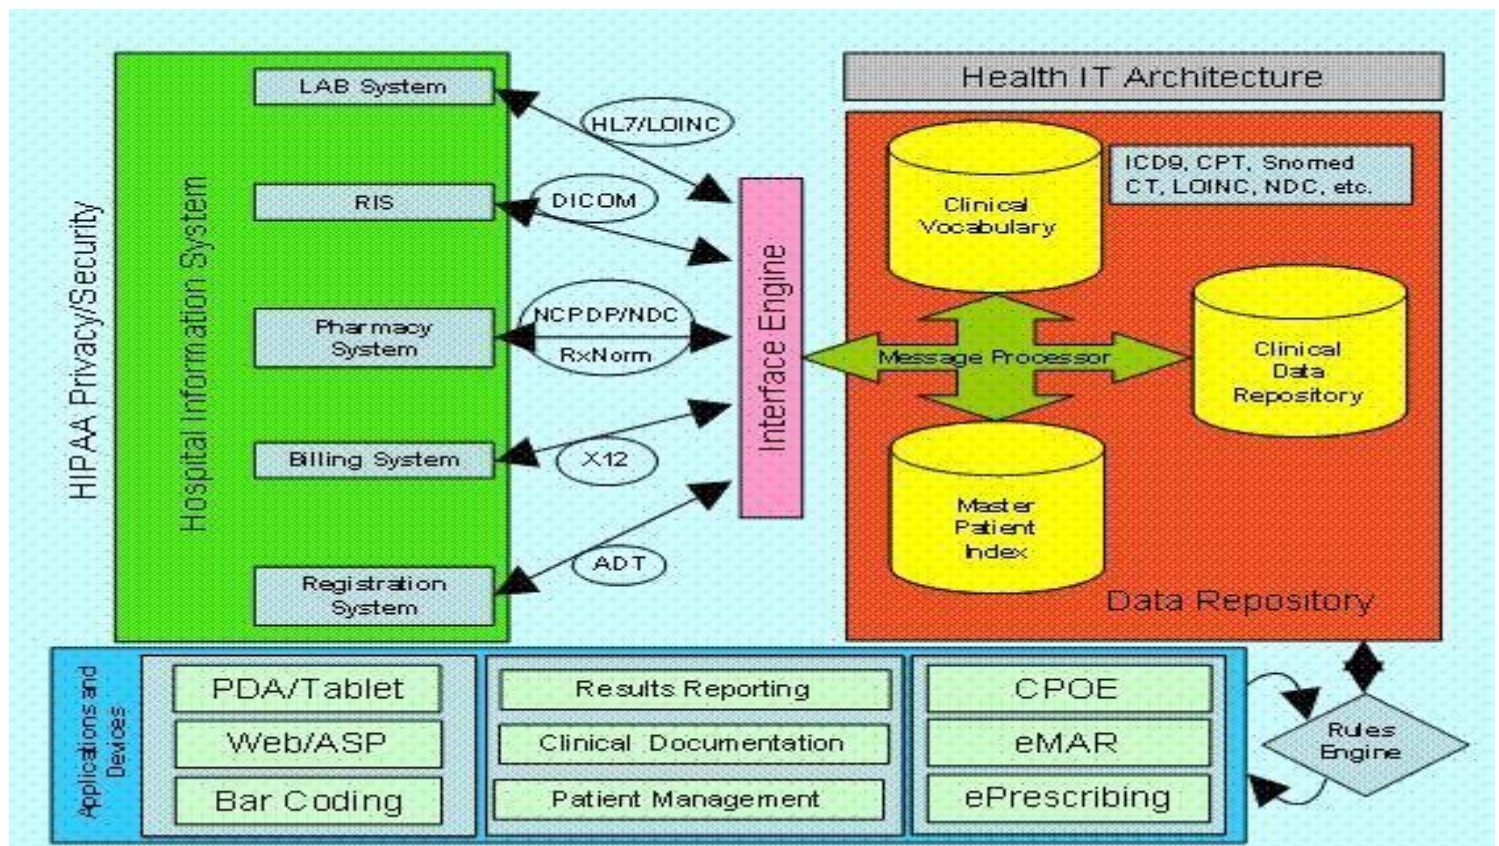 Health IT Architecture
HIPAA Privacy/Security
Hospital Information System
LAB System
RIS
Pharmacy
System
Billing System
Registration
System
HL7/LOINC
DICOM
NCPDP/NDC
RxNorm
X12
ADT
Interface Engine
Clinical
Vocabulary
ICD9, CPT, Snomed
CT, LOINC, NDC, etc.
Message Processor
Clinical
Data
Repository
Master
Patient
Index
Data Repository
Applications and
Devices
PDA/Tablet
Web/ASP
Bar Coding
Results Reporting
Clinical Documentation
Patient Management
CPOE
eMAR
ePrescribing
Rules
Engine